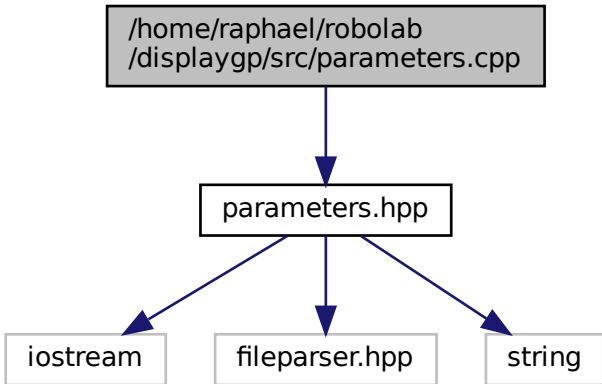 /home/raphael/robolab
/displaygp/src/parameters.cpp
parameters.hpp
iostream
fileparser.hpp
string